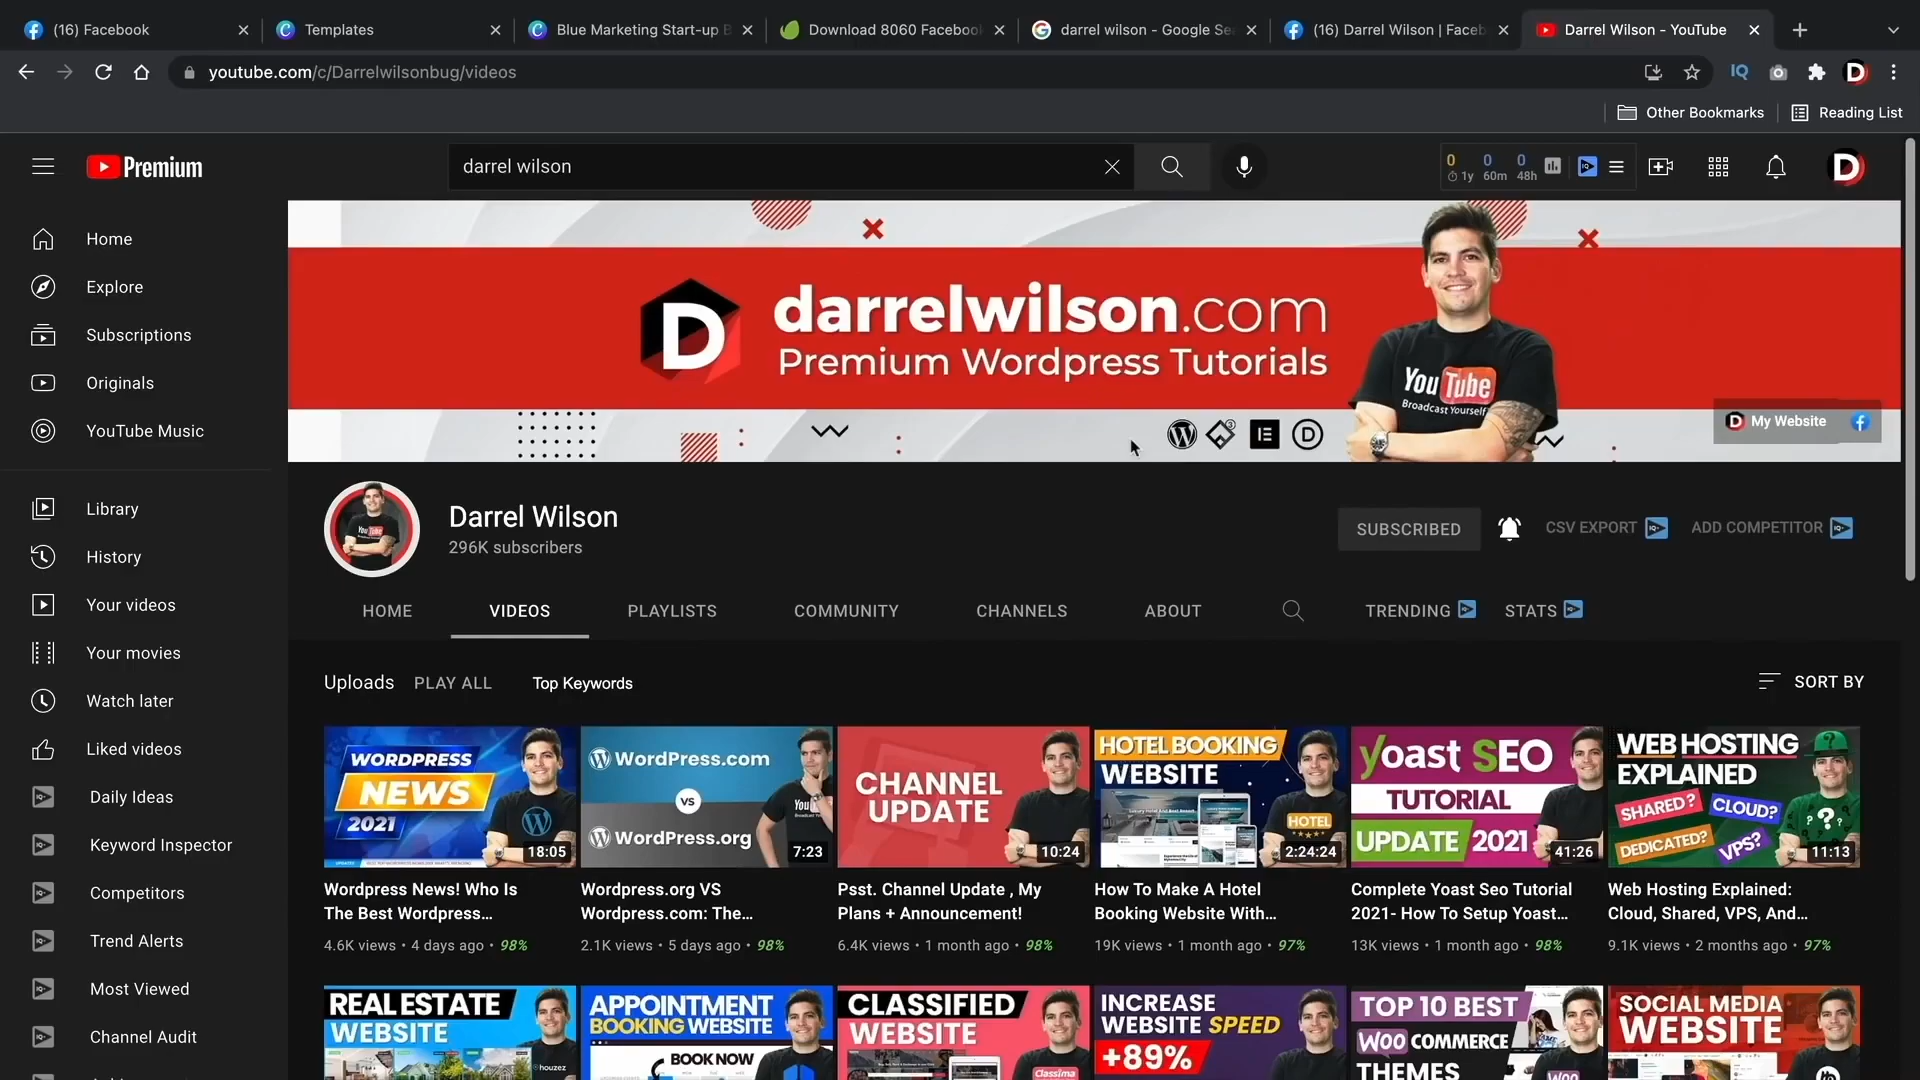 (16) Facebook
Templates
Blue Marketing Start-up B
Download 8060 Facebook
darrel wilson - Google Se
(16) Darrel Wilson | Faceb
Darrel Wilson - YouTube
youtube.com/c/Darrelwilsonbug/videos
IQ
D
Other Bookmarks
Reading List
Premium
darrel wilson
0 0 0
1y 60m 48h
D
Home
Explore
Subscriptions
Originals
YouTube Music
Library
History
Your videos
Your movies
Watch later
Liked videos
Daily Ideas
Keyword Inspector
Competitors
Trend Alerts
Most Viewed
Channel Audit
D
darrelwilson.com
Premium Wordpress Tutorials
You Tube
Broadcast Yourself
My Website
Darrel Wilson
296K subscribers
SUBSCRIBED
CSV EXPORT
ADD COMPETITOR
HOME
VIDEOS
PLAYLISTS
COMMUNITY
CHANNELS
ABOUT
TRENDING
STATS
Uploads
PLAY ALL
Top Keywords
SORT BY
WORDPRESS
NEWS
2021
18:05
Wordpress News! Who Is
The Best Wordpress...
4.6K views • 4 days ago • 98%
WordPress.com
VS
WordPress.org
7:23
Wordpress.org VS
Wordpress.com: The...
2.1K views • 5 days ago • 98%
CHANNEL
UPDATE
10:24
Psst. Channel Update , My
Plans + Announcement!
6.4K views • 1 month ago • 98%
HOTEL BOOKING
WEBSITE
HOTEL
2:24:24
How To Make A Hotel
Booking Website With...
19K views • 1 month ago • 97%
yoast SEO
TUTORIAL
UPDATE 2021
41:26
Complete Yoast Seo Tutorial
2021- How To Setup Yoast...
13K views • 1 month ago • 98%
WEB HOSTING
EXPLAINED
SHARED?
CLOUD?
DEDICATED?
VPS?
11:13
Web Hosting Explained:
Cloud, Shared, VPS, And...
9.1K views • 2 months ago • 97%
REAL ESTATE
WEBSITE
houzez
APPOINTMENT
BOOKING WEBSITE
BOOK NOW
CLASSIFIED
WEBSITE
Classima
INCREASE
WEBSITE SPEED
+89%
TOP 10 BEST
WOO COMMERCE
THEMES
WOO
SOCIAL MEDIA
WEBSITE